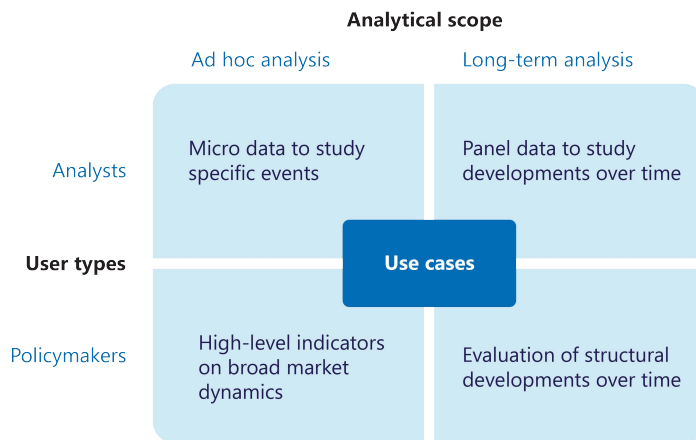 Analytical scope
Ad hoc analysis
Long-term analysis
Analysts
Micro data to study
specific events
Panel data to study
developments over time
User types
Use cases
Policymakers
High-level indicators
on broad market
dynamics
Evaluation of structural
developments over time